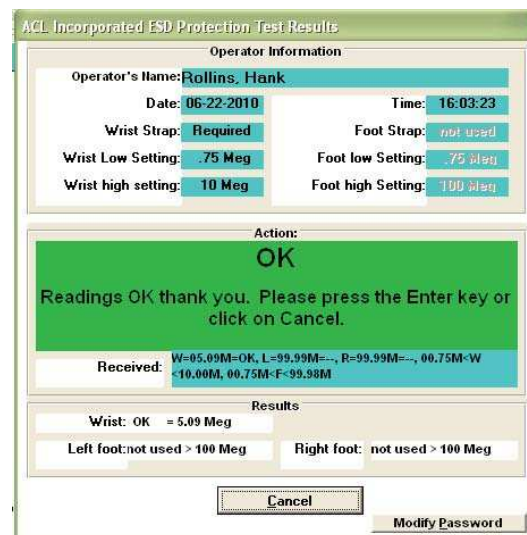 ACL Incorporated ESD Protection Test Results
Operator Information
Operator's Name: Rollins, Hank
Date: 06-22-2010 Time: 16:03:23
Wrist Strap: Required Foot Strap: not used
Wrist Low Setting: .75 Meg Foot low Setting: .75 Meg
Wrist high setting: 10 Meg Foot high Setting: 100 Meg
Action:
OK
Readings OK thank you. Please press the Enter key or
click on Cancel.
Received: W=05.09M=OK, L=99.99M=--, R=99.99M=--, 00.75M<W
<10.00M, 00.75M<F<99.98M
Results
Wrist: OK = 5.09 Meg
Left foot: not used > 100 Meg Right foot: not used > 100 Meg
Cancel
Modify Password